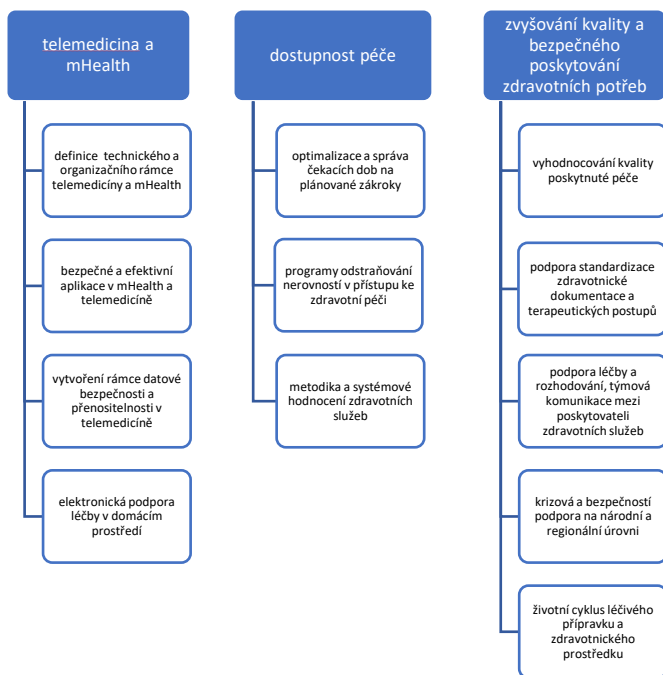 telemedicina a
mHealth
definice technického a
organizačního rámce
telemedicíny a mHealth
bezpečné a efektivní
aplikace v mHealth a
telemedicíně
vytvoření rámce datové
bezpečnosti a
přenositelnosti v
telemedicíně
elektronická podpora
léčby v domácím
prostředí
dostupnost péče
optimalizace a správa
čekacích dob na
plánované zákroky
programy odstraňování
nerovností v přístupu ke
zdravotní péči
metodika a systémové
hodnocení zdravotních
služeb
zvyšování kvality a
bezpečného
poskytování
zdravotních potřeb
vyhodnocování kvality
poskytnuté péče
podpora standardizace
zdravotnické
dokumentace a
terapeutických postupů
podpora léčby a
rozhodování, týmová
komunikace mezi
poskytovateli
zdravotních služeb
krizová a bezpečností
podpora na národní a
regionální úrovni
životní cyklus léčivého
přípravku a
zdravotnického
prostředku